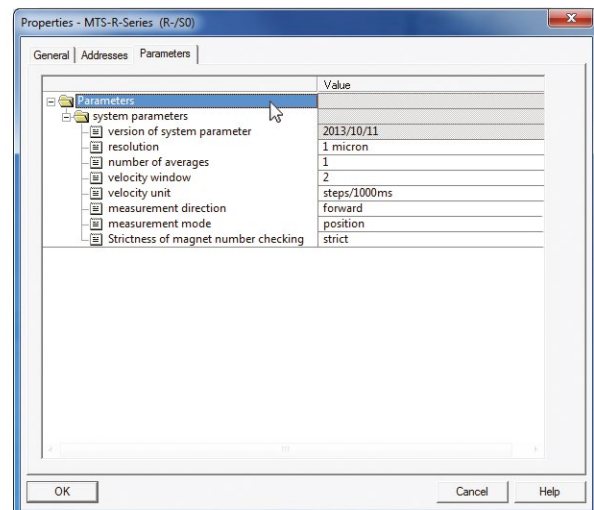 Properties - MTS-R-Series (R-/S0)
x
General Addresses Parameters
Value
Parameters
system parameters
version of system parameter 2013/10/11
resolution 1 micron
number of averages 1
velocity window 2
velocity unit steps/1000ms
measurement direction forward
measurement mode position
Strictness of magnet number checking strict
OK Cancel Help